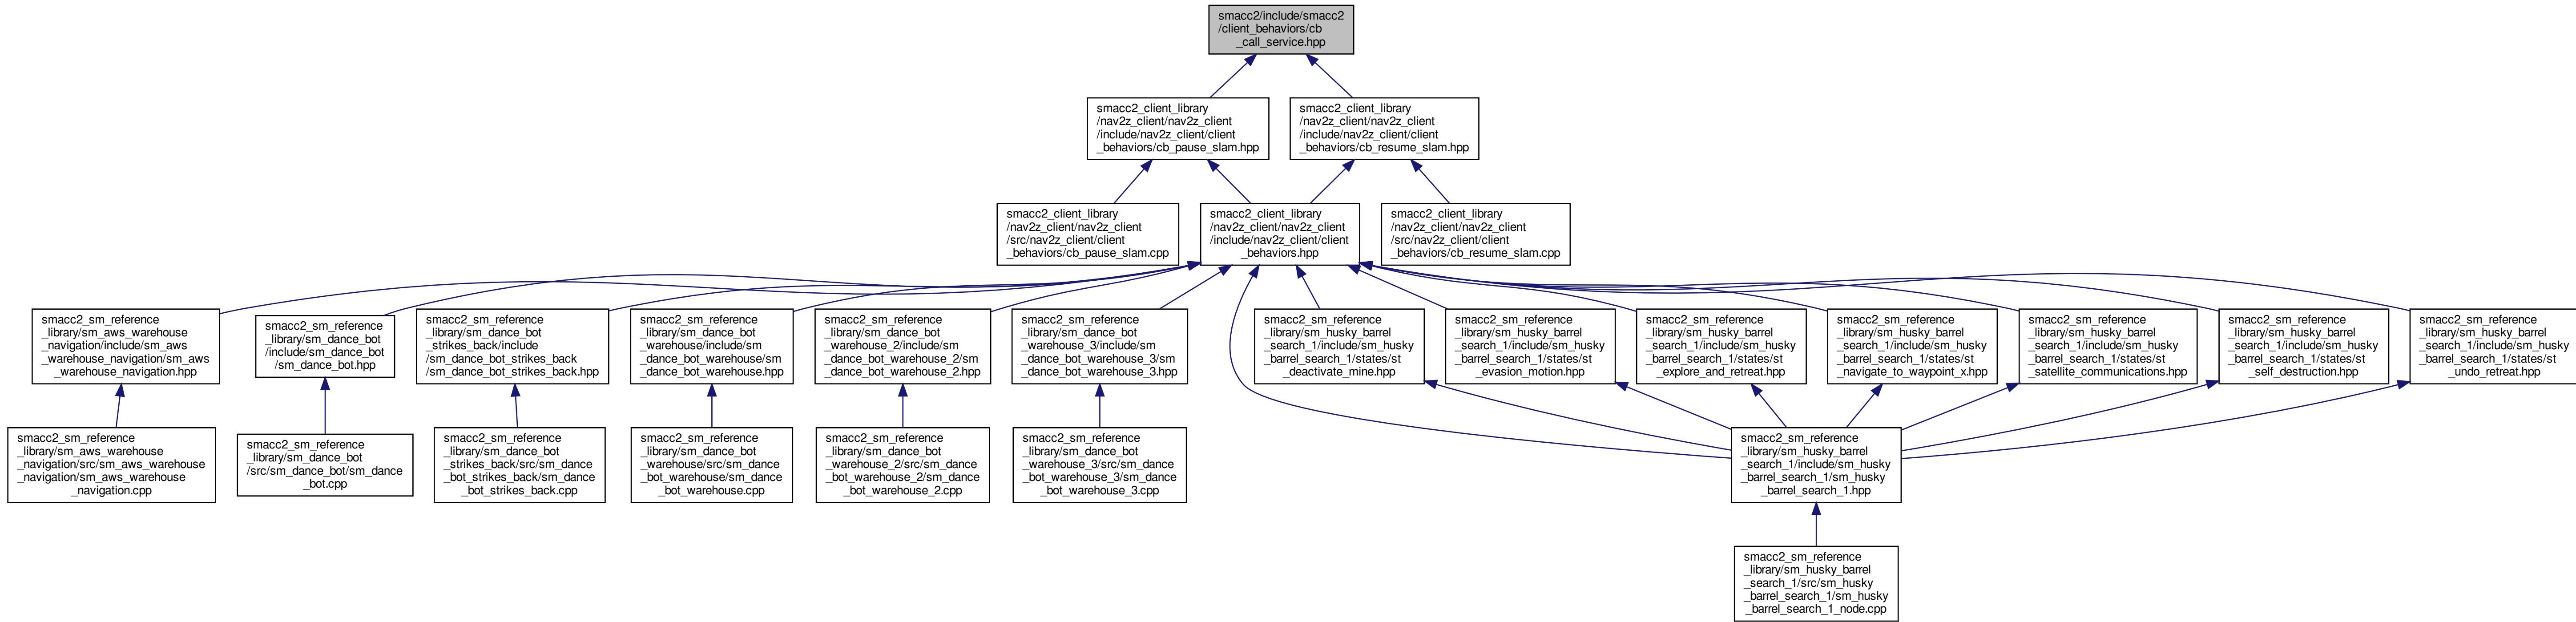 smacc2/include/smacc2
/client_behaviors/cb
_call_service.hpp
smacc2_client_library
/nav2z_client/nav2z_client
/include/nav2z_client/client
_behaviors/cb_pause_slam.hpp
smacc2_client_library
/nav2z_client/nav2z_client
/include/nav2z_client/client
_behaviors/cb_resume_slam.hpp
smacc2_client_library
/nav2z_client/nav2z_client
/src/nav2z_client/client
_behaviors/cb_pause_slam.cpp
smacc2_client_library
/nav2z_client/nav2z_client
/include/nav2z_client/client
_behaviors.hpp
smacc2_client_library
/nav2z_client/nav2z_client
/src/nav2z_client/client
_behaviors/cb_resume_slam.cpp
smacc2_sm_reference
_library/sm_aws_warehouse
_navigation/include/sm_aws
_warehouse_navigation/sm_aws
_warehouse_navigation.hpp
smacc2_sm_reference
_library/sm_dance_bot
/include/sm_dance_bot
/sm_dance_bot.hpp
smacc2_sm_reference
_library/sm_dance_bot
_strikes_back/include
/sm_dance_bot_strikes_back
/sm_dance_bot_strikes_back.hpp
smacc2_sm_reference
_library/sm_dance_bot
_warehouse/include/sm
_dance_bot_warehouse/sm
_dance_bot_warehouse.hpp
smacc2_sm_reference
_library/sm_dance_bot
_warehouse_2/include/sm
_dance_bot_warehouse_2/sm
_dance_bot_warehouse_2.hpp
smacc2_sm_reference
_library/sm_dance_bot
_warehouse_3/include/sm
_dance_bot_warehouse_3/sm
_dance_bot_warehouse_3.hpp
smacc2_sm_reference
_library/sm_husky_barrel
_search_1/include/sm_husky
_barrel_search_1/states/st
_deactivate_mine.hpp
smacc2_sm_reference
_library/sm_husky_barrel
_search_1/include/sm_husky
_barrel_search_1/states/st
_evasion_motion.hpp
smacc2_sm_reference
_library/sm_husky_barrel
_search_1/include/sm_husky
_barrel_search_1/states/st
_explore_and_retreat.hpp
smacc2_sm_reference
_library/sm_husky_barrel
_search_1/include/sm_husky
_barrel_search_1/states/st
_navigate_to_waypoint_x.hpp
smacc2_sm_reference
_library/sm_husky_barrel
_search_1/include/sm_husky
_barrel_search_1/states/st
_satellite_communications.hpp
smacc2_sm_reference
_library/sm_husky_barrel
_search_1/include/sm_husky
_barrel_search_1/states/st
_self_destruction.hpp
smacc2_sm_reference
_library/sm_husky_barrel
_search_1/include/sm_husky
_barrel_search_1/states/st
_undo_retreat.hpp
smacc2_sm_reference
_library/sm_aws_warehouse
_navigation/src/sm_aws_warehouse
_navigation/sm_aws_warehouse
_navigation.cpp
smacc2_sm_reference
_library/sm_dance_bot
/src/sm_dance_bot/sm_dance
_bot.cpp
smacc2_sm_reference
_library/sm_dance_bot
_strikes_back/src/sm_dance
_bot_strikes_back/sm_dance
_bot_strikes_back.cpp
smacc2_sm_reference
_library/sm_dance_bot
_warehouse/src/sm_dance
_bot_warehouse/sm_dance
_bot_warehouse.cpp
smacc2_sm_reference
_library/sm_dance_bot
_warehouse_2/src/sm_dance
_bot_warehouse_2/sm_dance
_bot_warehouse_2.cpp
smacc2_sm_reference
_library/sm_dance_bot
_warehouse_3/src/sm_dance
_bot_warehouse_3/sm_dance
_bot_warehouse_3.cpp
smacc2_sm_reference
_library/sm_husky_barrel
_search_1/include/sm_husky
_barrel_search_1/sm_husky
_barrel_search_1.hpp
smacc2_sm_reference
_library/sm_husky_barrel
_search_1/src/sm_husky
_barrel_search_1/sm_husky
_barrel_search_1_node.cpp